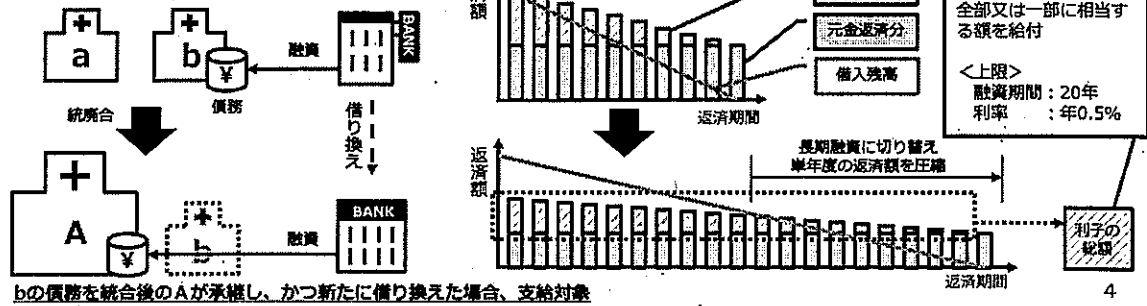 a
b
¥
債務
融資
BANK
統廃合
借り換え
A
¥
b
融資
BANK
額
元金返済分
借入残高
返済期間
全部又は一部に相当す
る額を給付
<上限>
融資期間:20年
利率 :年0.5%
返済額
長期融資に切り替え
単年度の返済額を圧縮
返済期間
利子の
総額
bの債務を統合後のAが承継し、かつ新たに借り換えた場合、支給対象
4